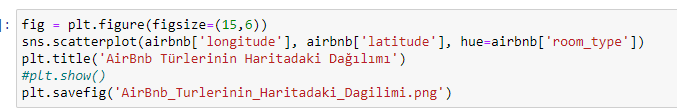 ]: fig = plt.figure(figsize=(15,6))
sns.scatterplot(airbnb['longitude'], airbnb['latitude'], hue=airbnb['room_type'])
plt.title('AirBnb Türlerinin Haritadaki Dağılımı')
#plt.show()
plt.savefig('AirBnb_Turlerinin_Haritadaki_Dagilimi.png')